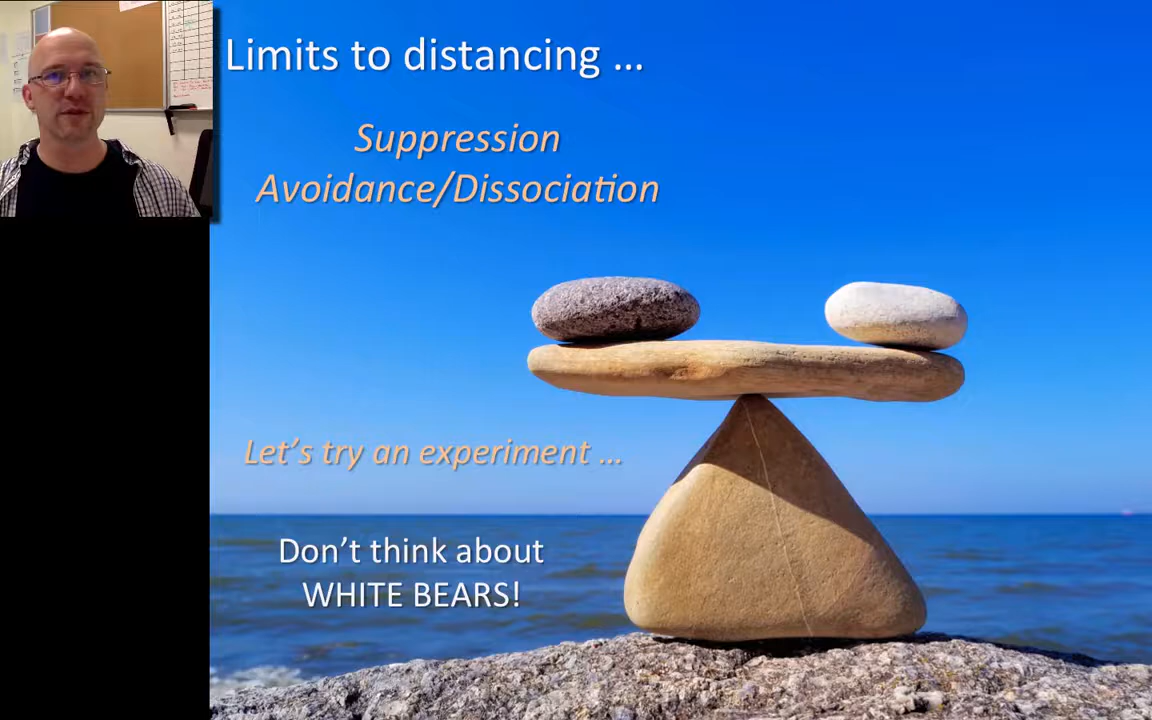 Limits to distancing …
Suppression
Avoidance/Dissociation
Let’s try an experiment …
Don’t think about
WHITE BEARS!